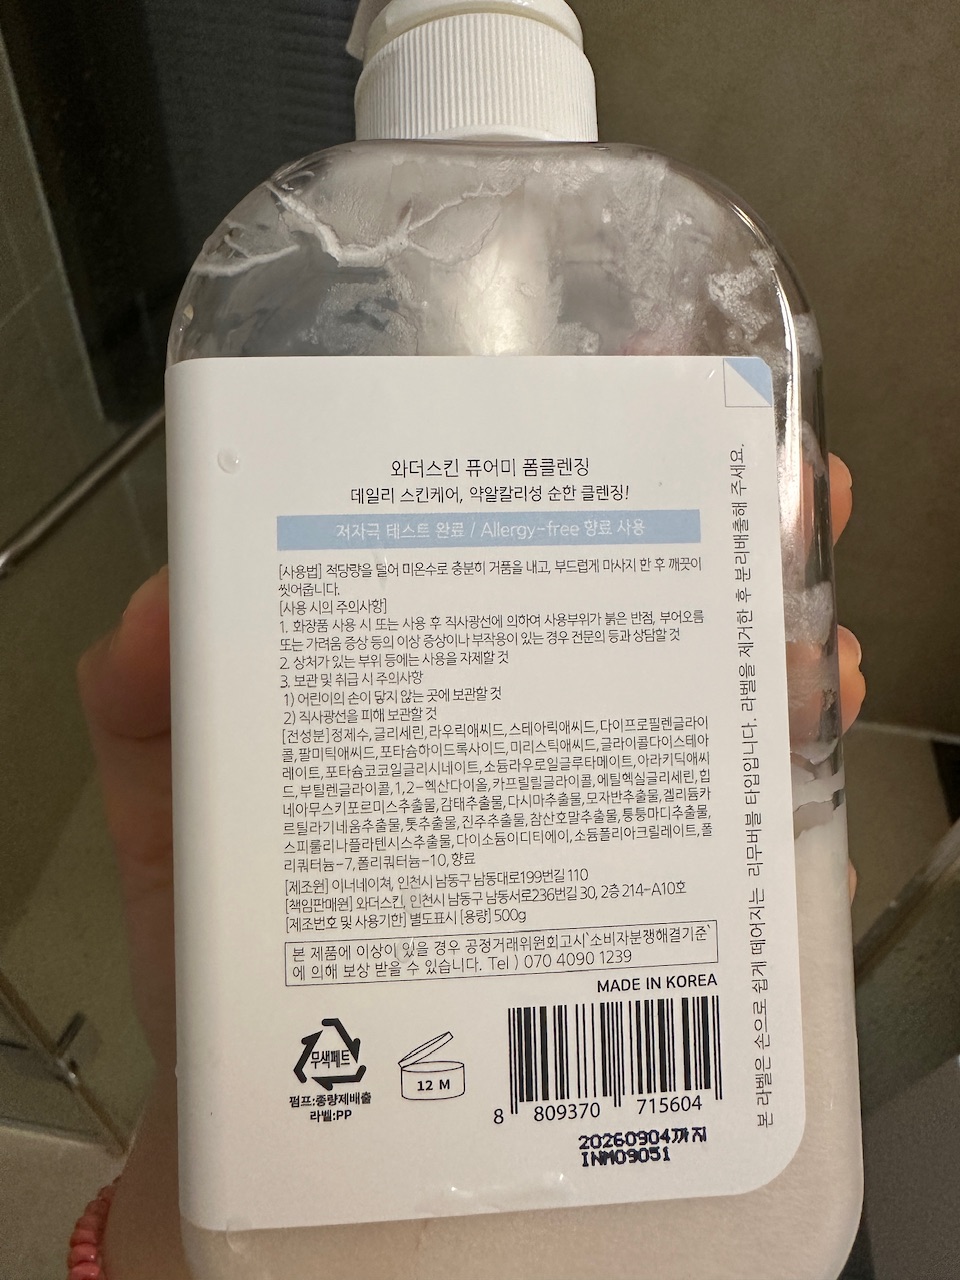 와더스킨 퓨어미 폼클렌징
데일리 스킨케어, 약알칼리성 순한 클렌징!
저자극 테스트 완료 / Allergy-free 향료 사용
[사용법] 적당량을 덜어 미온수로 충분히 거품을 내고, 부드럽게 마사지 한 후 깨끗이
씻어줍니다.
[사용 시의 주의사항]
1. 화장품 사용 시 또는 사용 후 직사광선에 의하여 사용부위가 붉은 반점, 부어오름
또는 가려움 증상 등의 이상 증상이나 부작용이 있는 경우 전문의 등과 상담할 것
2. 상처가 있는 부위 등에는 사용을 자제할 것
3. 보관 및 취급 시 주의사항
1) 어린이의 손이 닿지 않는 곳에 보관할 것
2) 직사광선을 피해 보관할 것
[전성분]정제수,글리세린,라우릭애씨드,스테아릭애씨드,다이프로필렌글라이
콜,팔미틱애씨드,포타슘하이드록사이드,미리스틱애씨드,글라이콜다이스테아
레이트,포타슘코코일글리시네이트,소듐라우로일글루타메이트,아라키딕애씨
드,부틸렌글라이콜,1,2-헥산다이올,카프릴릴글라이콜,에틸헥실글리세린,힙
네아무스키포르미스추출물,감태추출물,다시마추출물,모자반추출물,겔리듐카
르틸라기네움추출물,톳추출물,진주추출물,참산호말추출물,통통마디추출물,
스피룰리나플라텐시스추출물,다이소듐이디티에이,소듐폴리아크릴레이트,폴
리쿼터늄-7,폴리쿼터늄-10,향료
[제조원] 이너네이쳐, 인천시 남동구 남동대로199번길 110
[책임판매원] 와더스킨, 인천시 남동구 남동서로236번길 30, 2층 214-A10호
[제조번호 및 사용기한] 별도표시 [용량] 500g
본 제품에 이상이 있을 경우 공정거래위원회고시`소비자분쟁해결기준`
에 의해 보상 받을 수 있습니다. Tel ) 070 4090 1239
MADE IN KOREA
무색페트
펌프:중량제배출
라벨:PP
12 M
8 809370 715604
20260904까지
INM09051
본 라벨은 손으로 쉽게 떼어지는 리무버블 타입입니다. 라벨을 제거한 후 분리배출해 주세요.